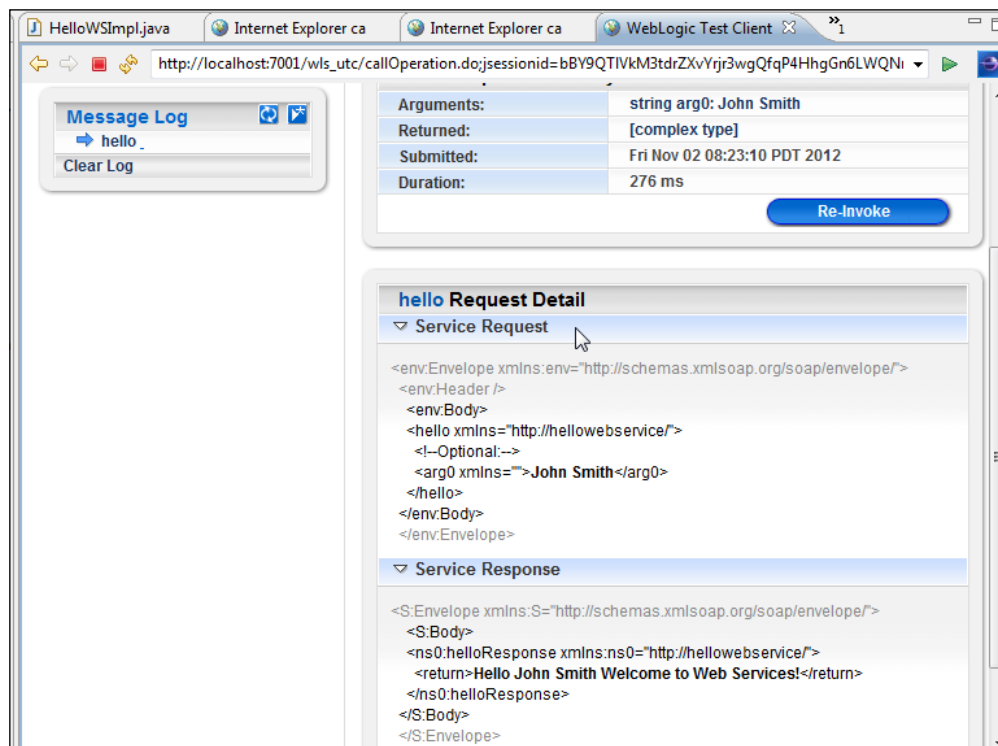 HelloWSImpl.java
Internet Explorer ca
Internet Explorer ca
WebLogic Test Client
»1
http://localhost:7001/wls_utc/callOperation.do;jsessionid=bBY9QTlVkM3tdrZXvYrjr3wgQfqP4HhgGn6LWQN
Message Log
hello
Clear Log
Arguments: string arg0: John Smith
Returned: [complex type]
Submitted: Fri Nov 02 08:23:10 PDT 2012
Duration: 276 ms
Re-Invoke
hello Request Detail
Service Request
<env:Envelope xmlns:env="http://schemas.xmlsoap.org/soap/envelope/">
<env:Header />
<env:Body>
<hello xmlns="http://hellowebservice/">
<!--Optional:-->
<arg0 xmlns="">John Smith</arg0>
</hello>
</env:Body>
</env:Envelope>
Service Response
<S:Envelope xmlns:S="http://schemas.xmlsoap.org/soap/envelope/">
<S:Body>
<ns0:helloResponse xmlns:ns0="http://hellowebservice/">
<return>Hello John Smith Welcome to Web Services!</return>
</ns0:helloResponse>
</S:Body>
</S:Envelope>